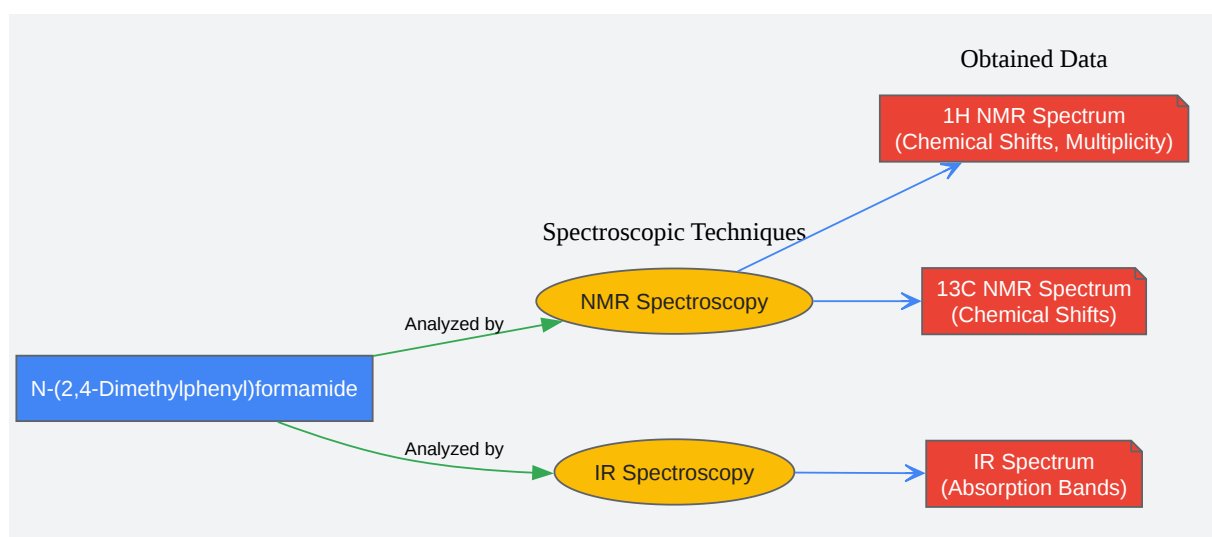 Obtained Data
1H NMR Spectrum
(Chemical Shifts, Multiplicity)
Spectroscopic Techniques
NMR Spectroscopy
13C NMR Spectrum
(Chemical Shifts)
Analyzed by
N-(2,4-Dimethylphenyl)formamide
Analyzed by
IR Spectroscopy
IR Spectrum
(Absorption Bands)